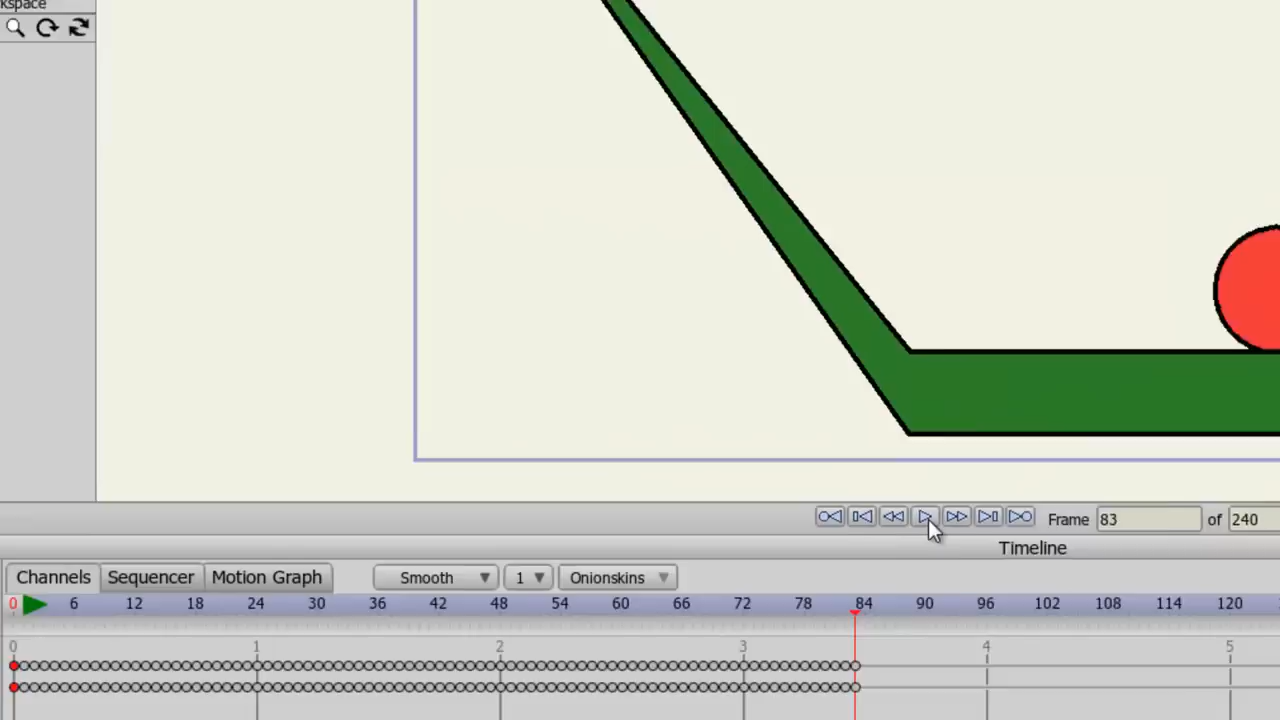 kspace
Frame 83 of 240
Timeline
Channels Sequencer Motion Graph Smooth 1 Onionskins
0 6 12 18 24 30 36 42 48 54 60 66 72 78 84 90 96 102 108 114 120
0 1 2 3 4 5